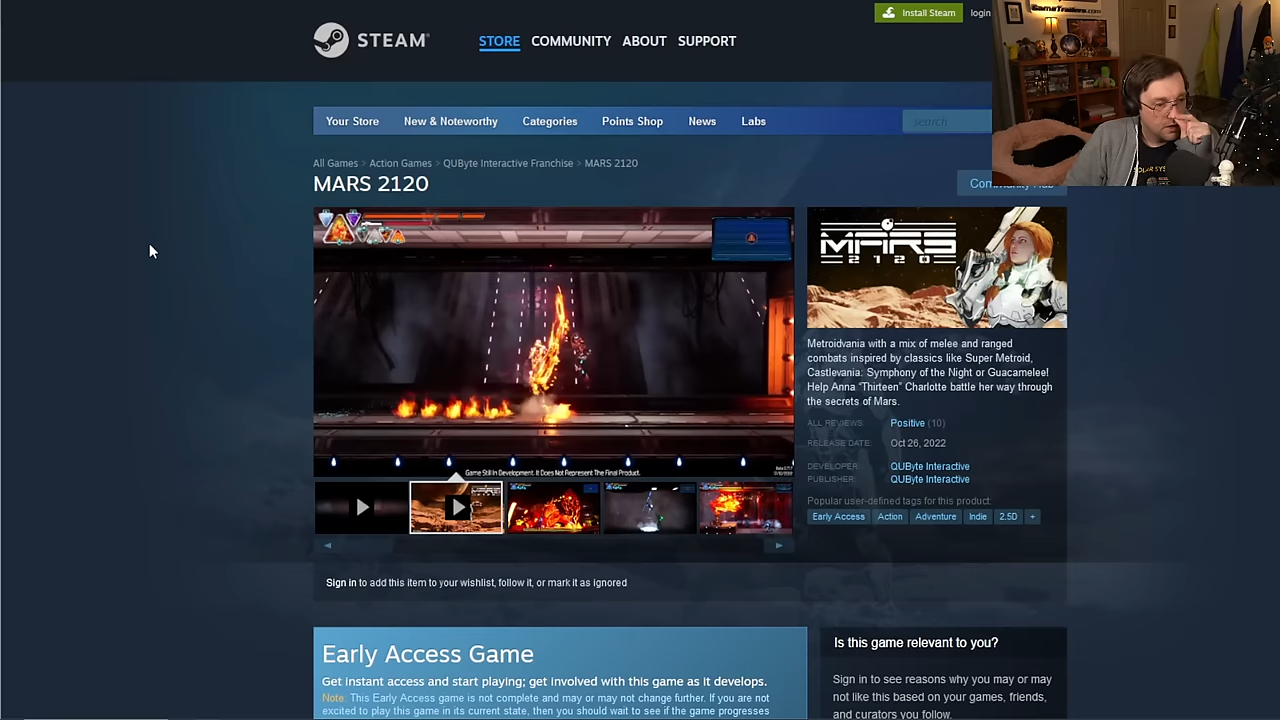 Install Steam
login
GameTrailers.com
STEAM®
STORE
COMMUNITY
ABOUT
SUPPORT
Your Store
New & Noteworthy
Categories
Points Shop
News
Labs
search
All Games > Action Games > QUByte Interactive Franchise > MARS 2120
MARS 2120
MARS
2120
Metroidvania with a mix of melee and ranged
combats inspired by classics like Super Metroid,
Castlevania: Symphony of the Night or Guacamelee!
Help Anna "Thirteen" Charlotte battle her way through
the secrets of Mars.
ALL REVIEWS: Positive (10)
RELEASE DATE: Oct 26, 2022
DEVELOPER: QUByte Interactive
PUBLISHER: QUByte Interactive
Popular user-defined tags for this product:
Early Access
Action
Adventure
Indie
2.5D
+
Game Still In Development. It Does Not Represent The Final Product.
Sign in to add this item to your wishlist, follow it, or mark it as ignored
Early Access Game
Get instant access and start playing; get involved with this game as it develops.
Note: This Early Access game is not complete and may or may not change further. If you are
not excited to play this game in its current state, then you should wait to see if the game progresses
Is this game relevant to you?
Sign in to see reasons why you may or
may not like this based on your games, friends,
and curators you follow.